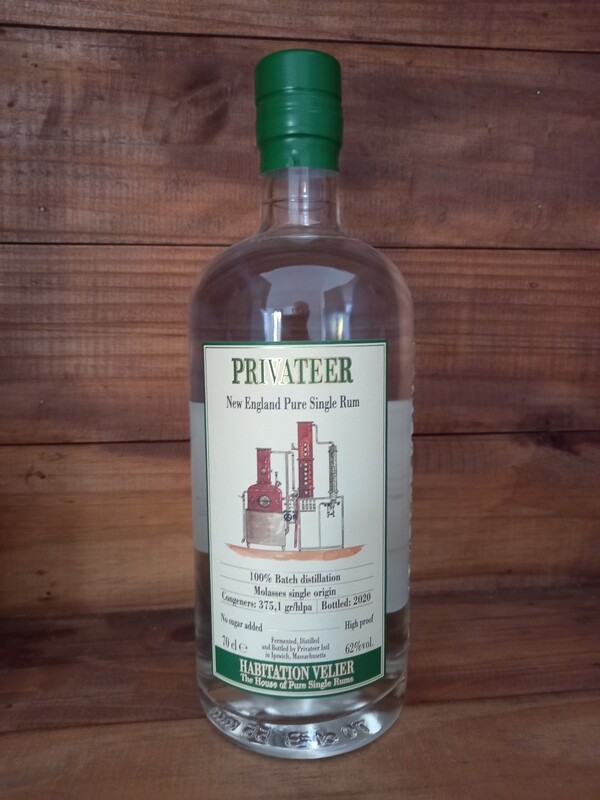 PRIVATEER
New England Pure Single Rum
100% Batch distillation
Molasses single origin
Congeners: 375,1 gr/hlpa Bottled: 2020
No sugar added High proof
70 cl ℮ Fermented, Distilled
and Bottled by Privateer Intl
in Ipswich, Massachusetts
62%vol.
HABITATION VELIER
The House of Pure Single Rums